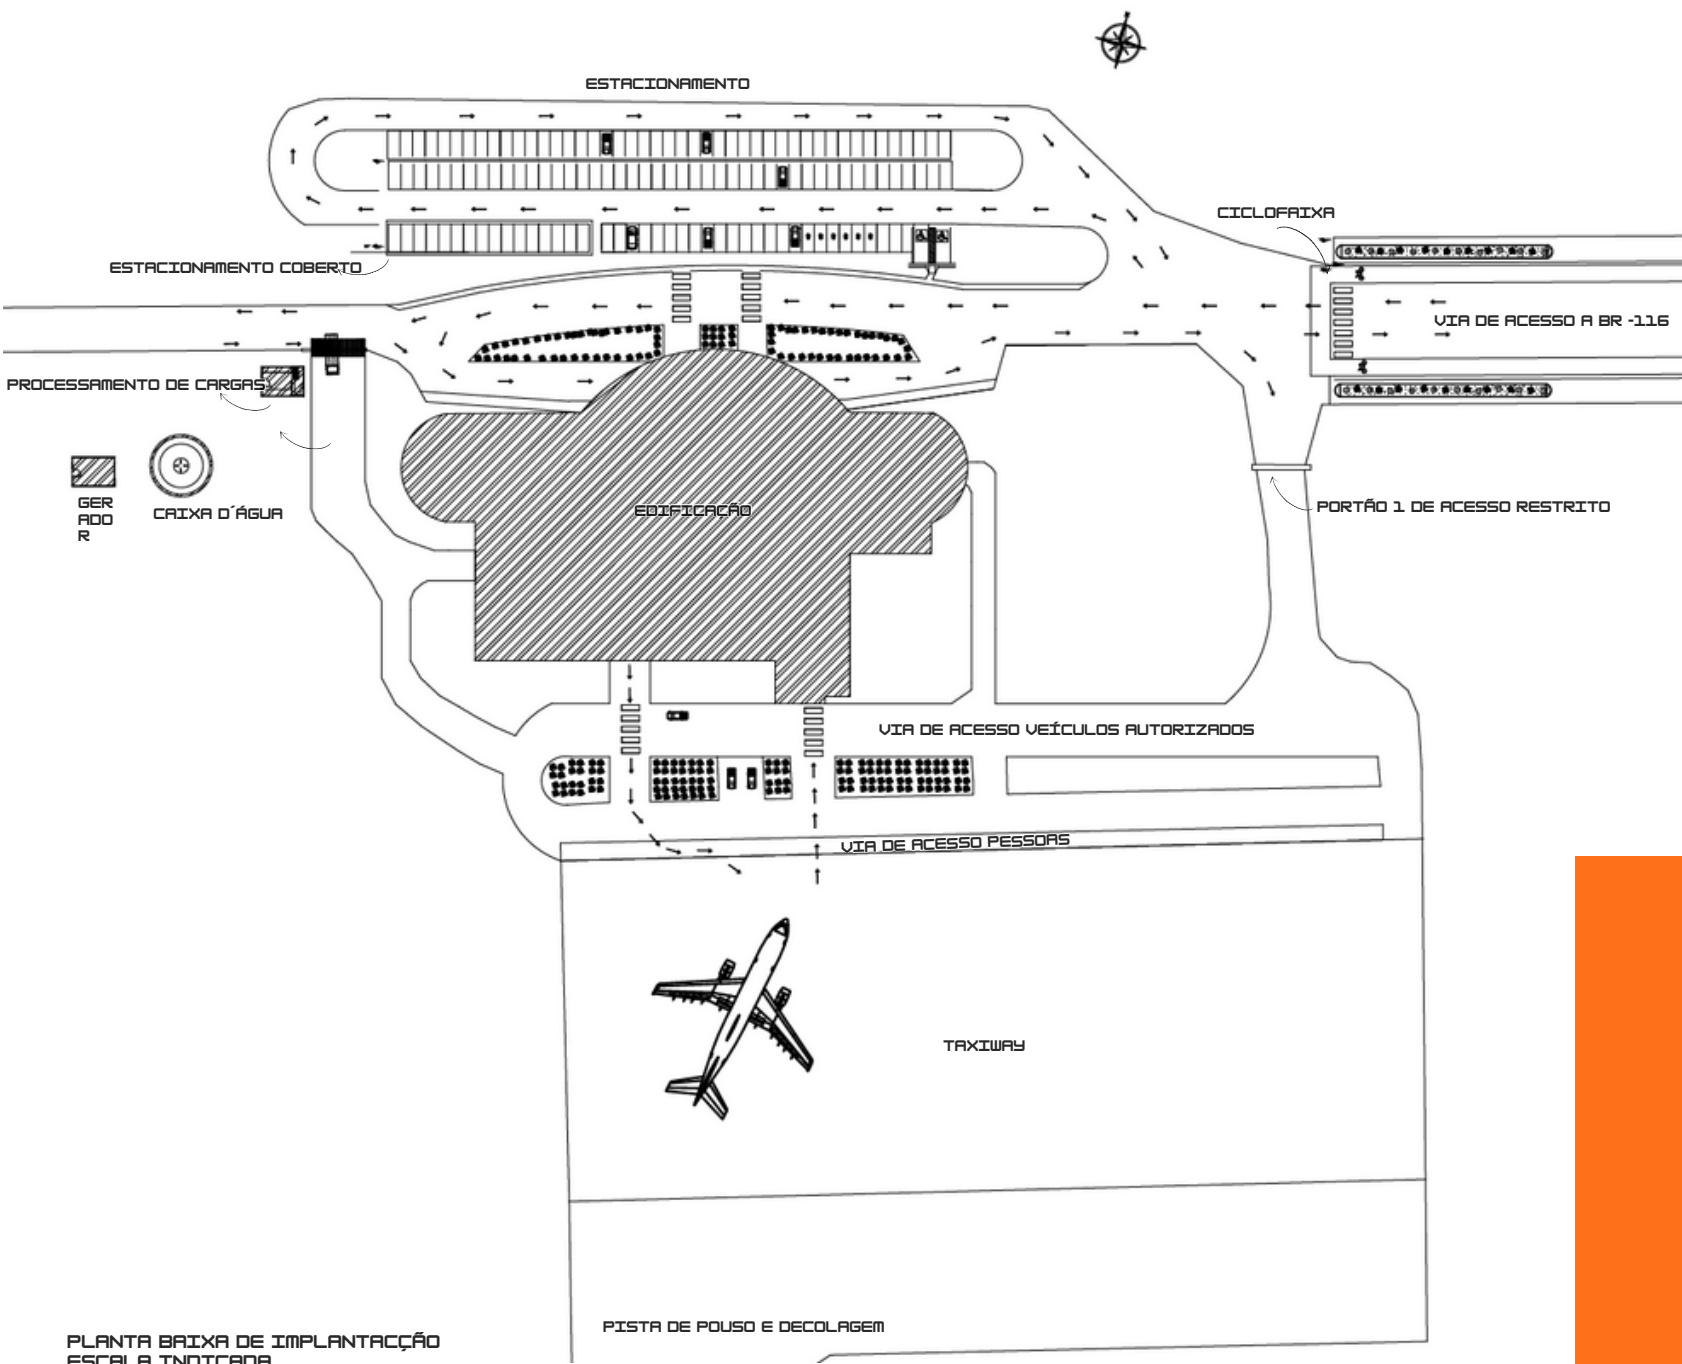 ESTACIONAMENTO
CICLOFAIXA
ESTACIONAMENTO COBERTO
VIA DE ACESSO A BR -116
PROCESSAMENTO DE CARGAS
GER
ADO
R
CAIXA D´ÁGUA
EDIFICAÇÃO
PORTÃO 1 DE ACESSO RESTRITO
VIA DE ACESSO VEÍCULOS AUTORIZADOS
VIA DE ACESSO PESSOAS
TAXIWAY
PISTA DE POUSO E DECOLAGEM
PLANTA BAIXA DE IMPLANTACÇÃO
ESCALA INDICADA